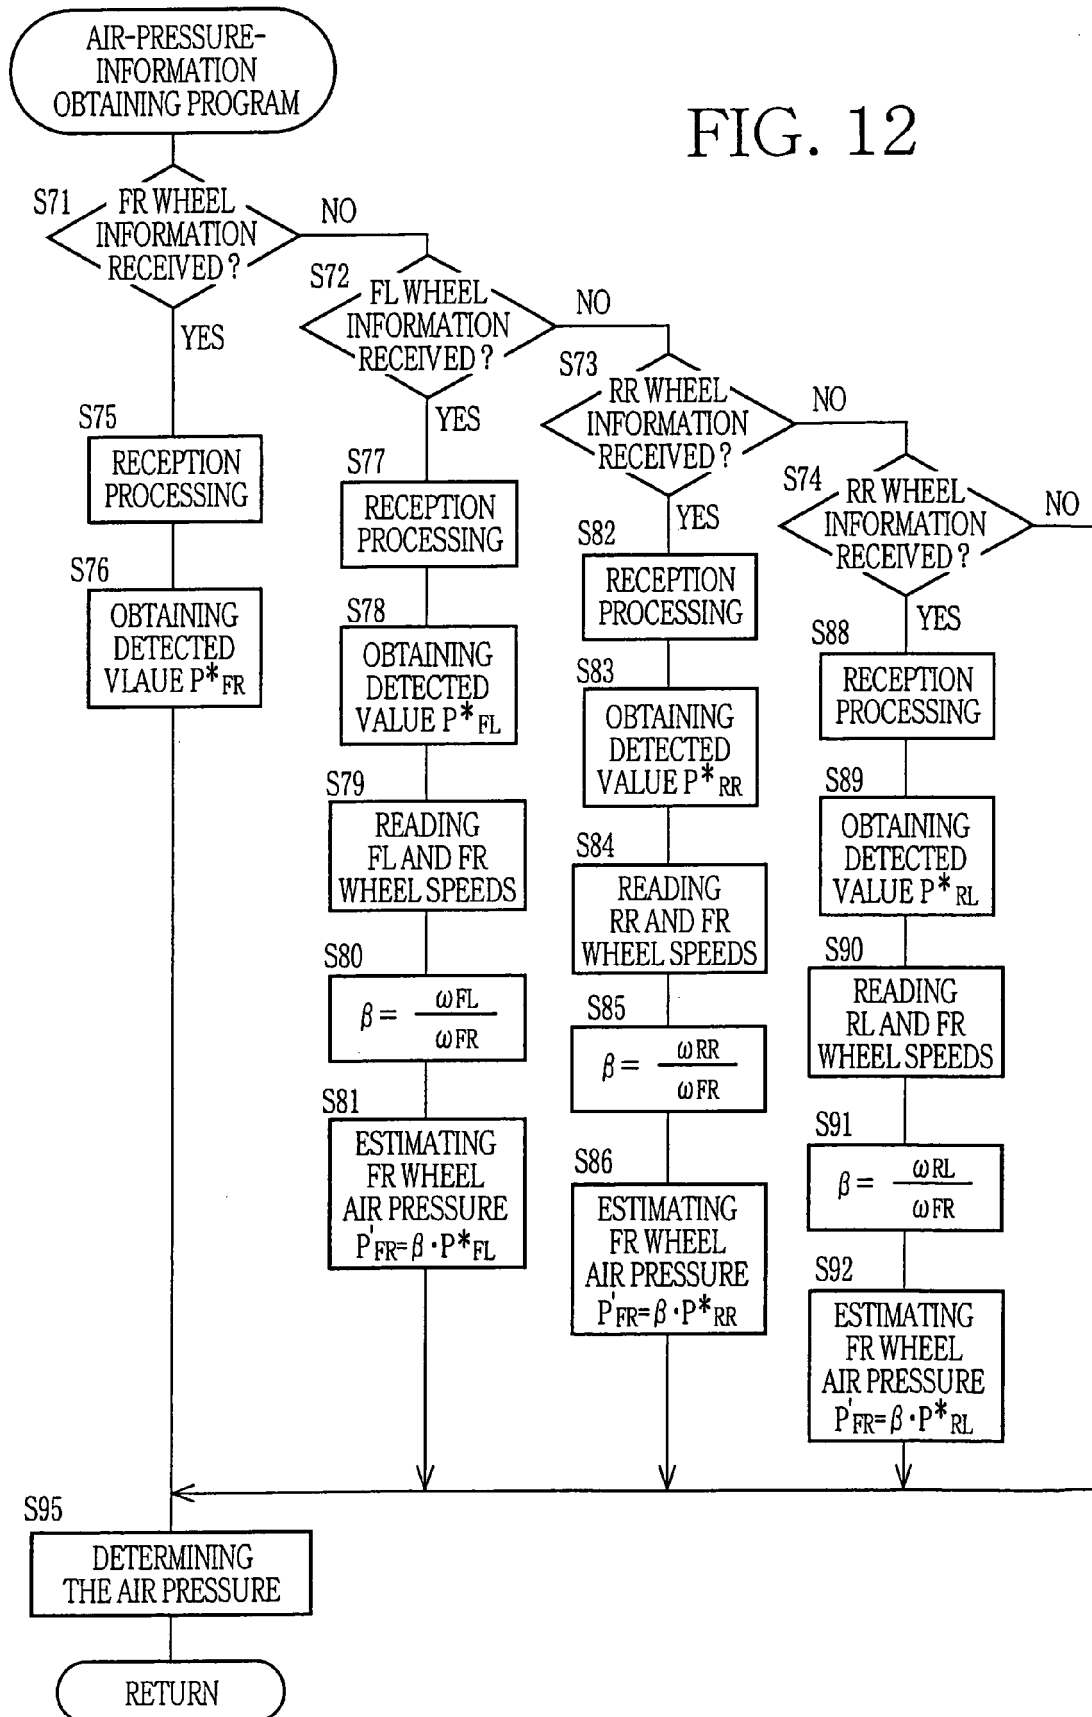 AIR-PRESSURE-
INFORMATION
OBTAINING PROGRAM
FIG. 12
S71
FR WHEEL
INFORMATION
RECEIVED?
NO
YES
S72
FL WHEEL
INFORMATION
RECEIVED?
NO
YES
S73
RR WHEEL
INFORMATION
RECEIVED?
NO
YES
S74
RR WHEEL
INFORMATION
RECEIVED?
NO
YES
S75
RECEPTION
PROCESSING
S76
OBTAINING
DETECTED
VLAUE P*FR
S77
RECEPTION
PROCESSING
S78
OBTAINING
DETECTED
VALUE P*FL
S79
READING
FL AND FR
WHEEL SPEEDS
S80
β = ωFL
ωFR
S81
ESTIMATING
FR WHEEL
AIR PRESSURE
P'FR=β·P*FL
S82
RECEPTION
PROCESSING
S83
OBTAINING
DETECTED
VALUE P*RR
S84
READING
RR AND FR
WHEEL SPEEDS
S85
β = ωRR
ωFR
S86
ESTIMATING
FR WHEEL
AIR PRESSURE
P'FR=β·P*RR
S88
RECEPTION
PROCESSING
S89
OBTAINING
DETECTED
VALUE P*RL
S90
READING
RL AND FR
WHEEL SPEEDS
S91
β = ωRL
ωFR
S92
ESTIMATING
FR WHEEL
AIR PRESSURE
P'FR=β·P*RL
S95
DETERMINING
THE AIR PRESSURE
RETURN